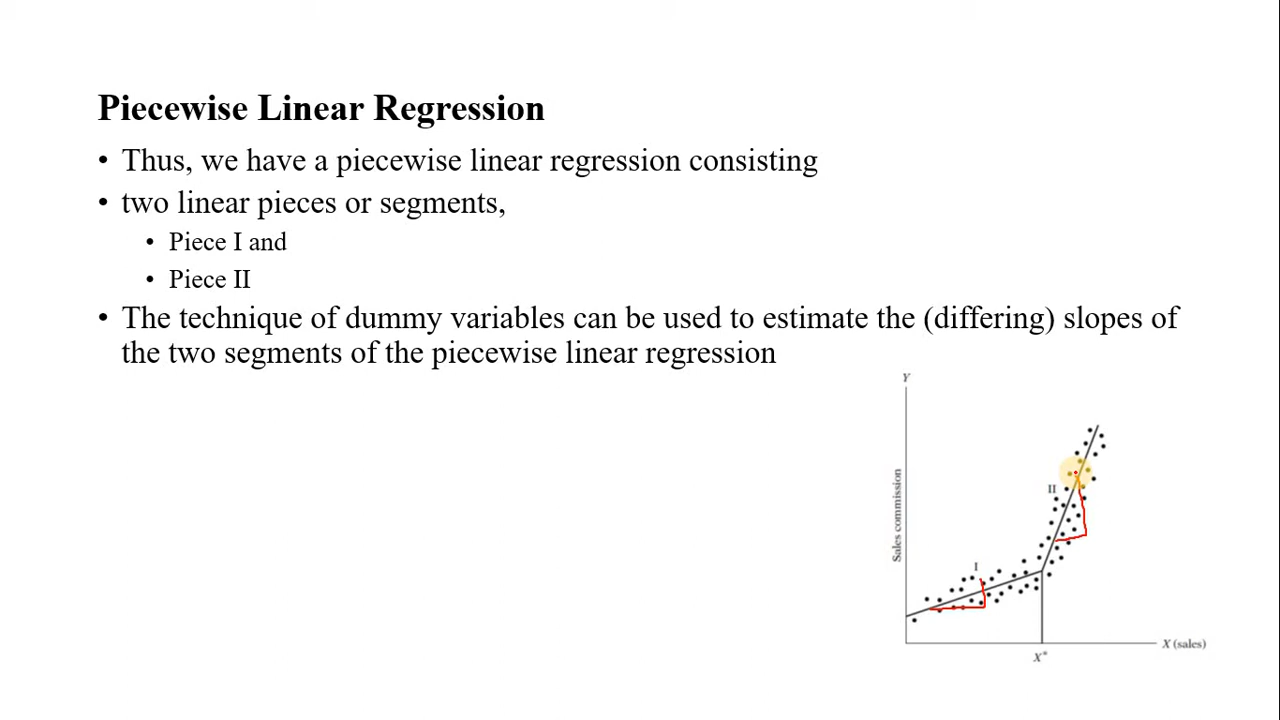 Piecewise Linear Regression
• Thus, we have a piecewise linear regression consisting
• two linear pieces or segments,
• Piece I and
• Piece II
• The technique of dummy variables can be used to estimate the (differing) slopes of
the two segments of the piecewise linear regression
Y
Sales commission
II
I
X (sales)
X*